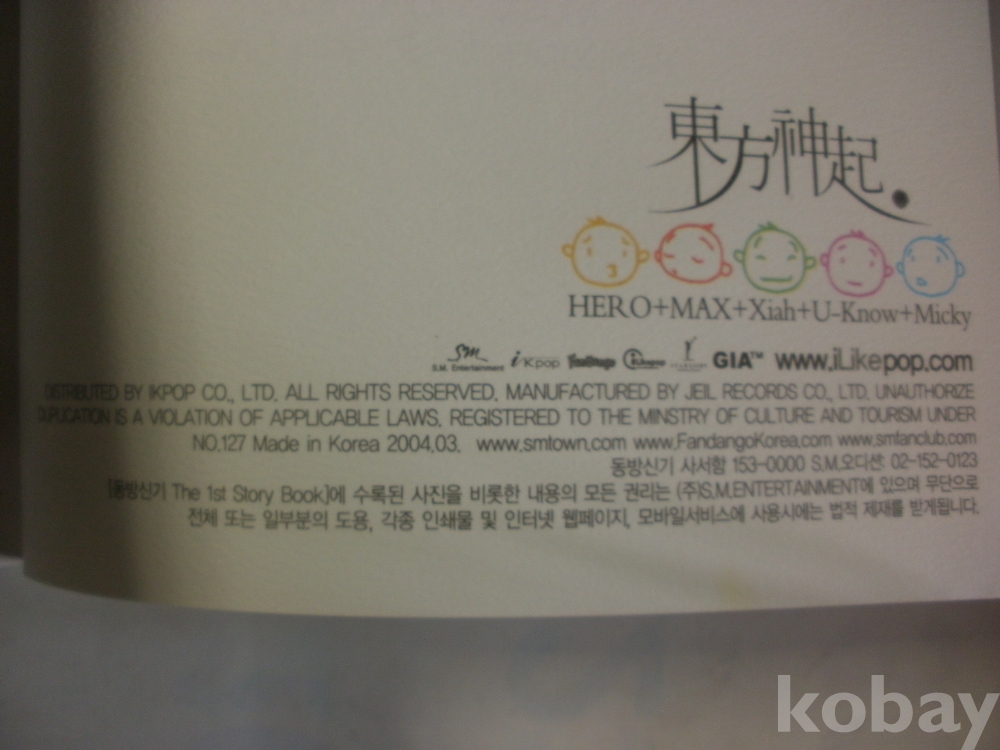 東方神起
HERO+MAX+Xiah+U-Know+Micky
SM S.M. Entertainment i Kpop GIA™ www.iLikepop.com
DISTRIBUTED BY IKPOP CO., LTD. ALL RIGHTS RESERVED. MANUFACTURED BY JEIL RECORDS CO., LTD. UNAUTHORIZE
DUPLICATION IS A VIOLATION OF APPLICABLE LAWS. REGISTERED TO THE MINSTRY OF CULTURE AND TOURISM UNDER
NO.127 Made in Korea 2004.03. www.smtown.com www.FandangoKorea.com www.smfanclub.com
동방신기 사서함 153-0000 S.M.오디션: 02-152-0123
[동방신기 The 1st Story Book]에 수록된 사진을 비롯한 내용의 모든 권리는 (주)S.M.ENTERTAINMENT에 있으며 무단으로
전체 또는 일부분의 도용, 각종 인쇄물 및 인터넷 웹페이지, 모바일서비스에 사용시에는 법적 제재를 받게됩니다.
kobay